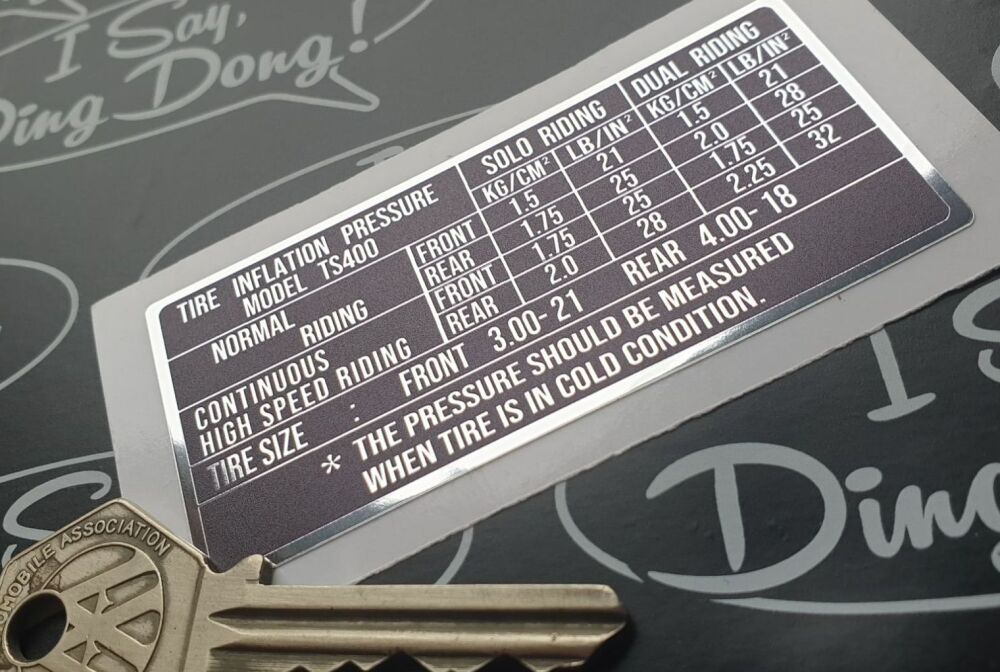 I Say,
Ding Dong!
TIRE INFLATION PRESSURE
MODEL TS400
SOLO RIDING
DUAL RIDING
KG/CM² LB/IN² KG/CM² LB/IN²
NORMAL RIDING
FRONT 1.5 21 1.5 21
REAR 1.75 25 2.0 28
CONTINUOUS
HIGH SPEED RIDING
FRONT 1.75 25 1.75 25
REAR 2.0 28 2.25 32
TIRE SIZE : FRONT 3.00-21 REAR 4.00-18
* THE PRESSURE SHOULD BE MEASURED
WHEN TIRE IS IN COLD CONDITION.
I S
Ding
OMOBILE ASSOCIATION
AA